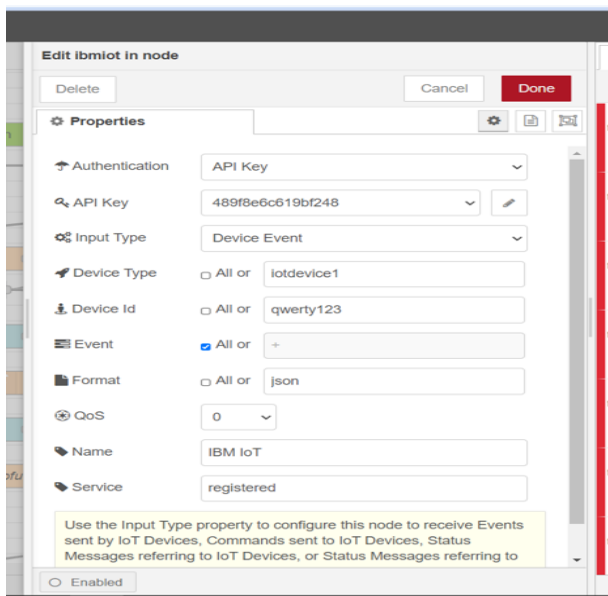 Edit ibmiot in node
Delete Cancel Done
Properties
Authentication API Key
API Key 489f8e6c619bf248
Input Type Device Event
Device Type All or iotdevice1
Device Id All or qwerty123
Event All or +
Format All or json
QoS 0
Name IBM IoT
Service registered
Use the Input Type property to configure this node to receive Events
sent by IoT Devices, Commands sent to IoT Devices, Status
Messages referring to IoT Devices, or Status Messages referring to
Enabled